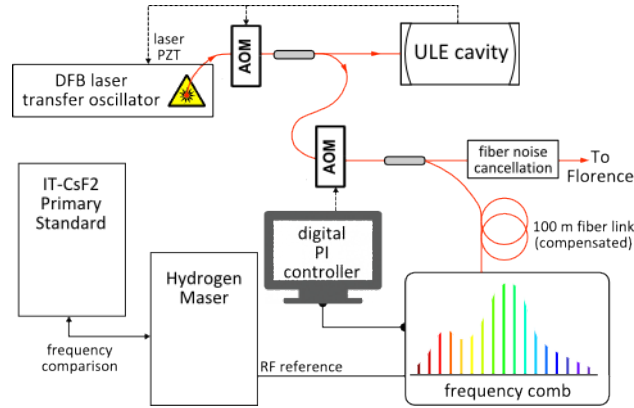 laser
PZT
AOM
ULE cavity
DFB laser
transfer oscillator
AOM
fiber noise
cancellation
To
Florence
IT-CsF2
Primary
Standard
100 m fiber link
(compensated)
digital
PI
controller
Hydrogen
Maser
frequency
comparison
RF reference
frequency comb